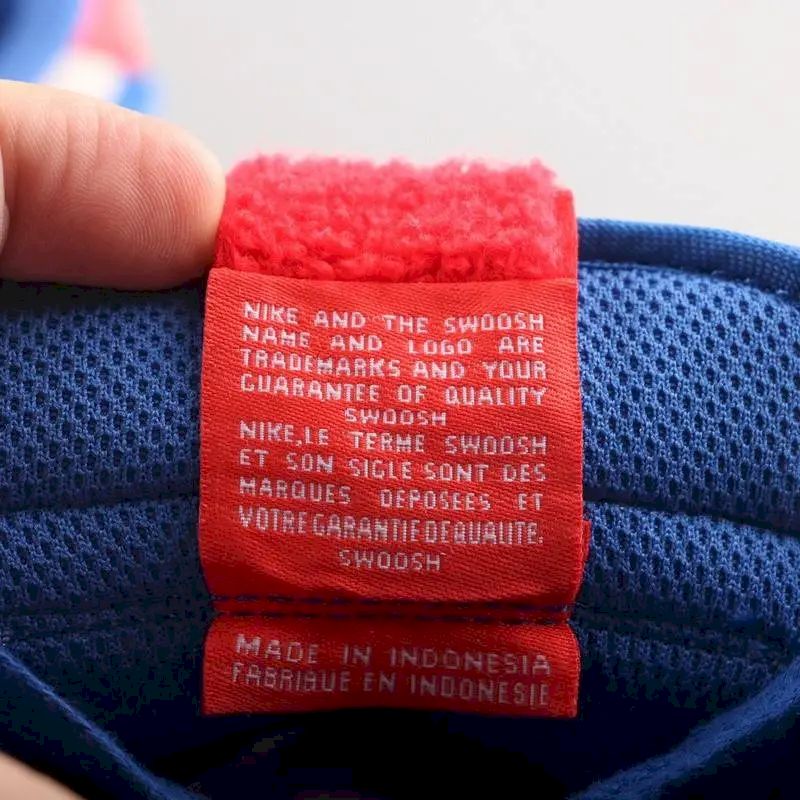 NIKE AND THE SWOOSH
NAME AND LOGO ARE
TRADEMARKS AND YOUR
GUARANTEE OF QUALITY
SWOOSH
NIKE, LE TERME SWOOSH
ET SON SIGLE SONT DES
MARQUES DEPOSEES ET
VOTRE GARANTIE DE QUALITE.
SWOOSH
MADE IN INDONESIA
FABRIQUE EN INDONESIE